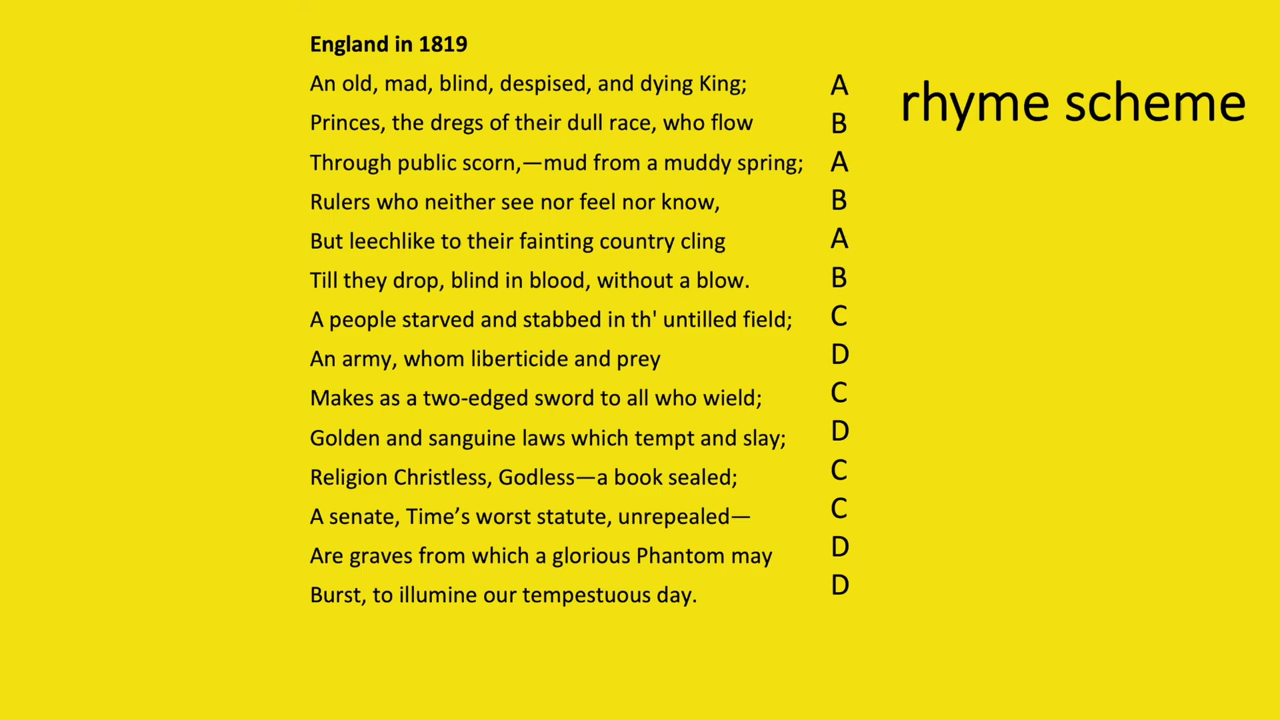 England in 1819
An old, mad, blind, despised, and dying King; A
rhyme scheme
Princes, the dregs of their dull race, who flow B
Through public scorn,—mud from a muddy spring; A
Rulers who neither see nor feel nor know, B
But leechlike to their fainting country cling A
Till they drop, blind in blood, without a blow. B
A people starved and stabbed in th' untilled field; C
An army, whom liberticide and prey D
Makes as a two-edged sword to all who wield; C
Golden and sanguine laws which tempt and slay; D
Religion Christless, Godless—a book sealed; C
A senate, Time’s worst statute, unrepealed— C
Are graves from which a glorious Phantom may D
Burst, to illumine our tempestuous day. D